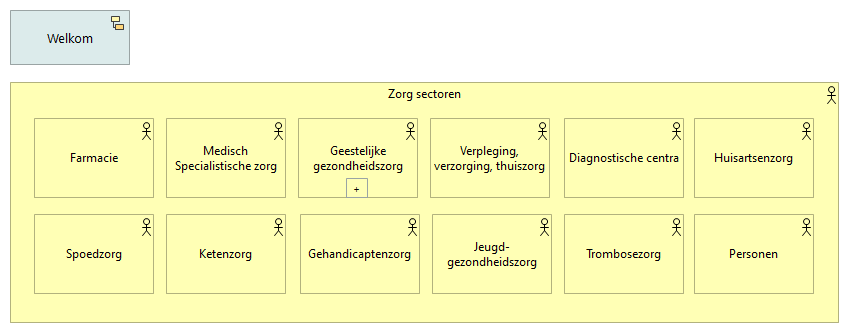 Welkom
Zorg sectoren
Farmacie
Medisch
Specialistische zorg
Geestelijke
gezondheidszorg
+
Verpleging,
verzorging, thuiszorg
Diagnostische centra
Huisartsenzorg
Spoedzorg
Ketenzorg
Gehandicaptenzorg
Jeugd-
gezondheidszorg
Trombosezorg
Personen